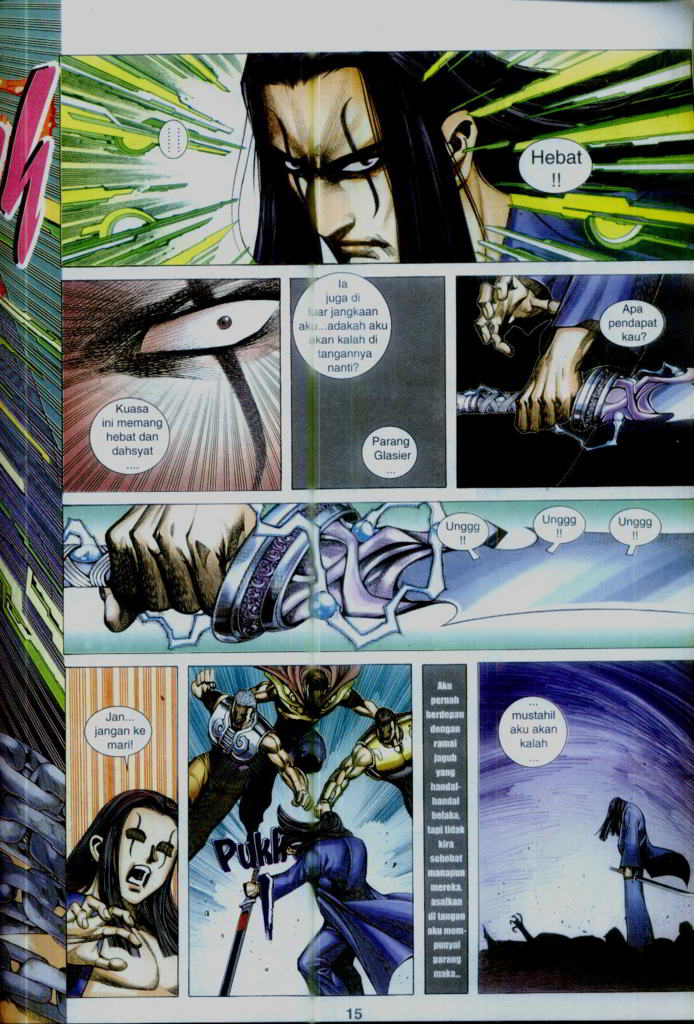 ......
Hebat
!!
Kuasa
ini memang
hebat dan
dahsyat
....
Ia
juga di
luar jangkaan
aku...adakah aku
akan kalah di
tangannya
nanti?
Parang
Glasier
...
Apa
pendapat
kau?
Unggg
!!
Unggg
!!
Unggg
!!
Jan...
jangan ke
mari!
Pukk
Aku
pernah
berdepan
dengan
ramai
jaguh
yang
handal-
handal
belaka,
tapi tidak
kira
sehebat
manapun
mereka,
asalkan
di tangan
aku mem-
punyai
parang
maka...
...
mustahil
aku akan
kalah
...
15